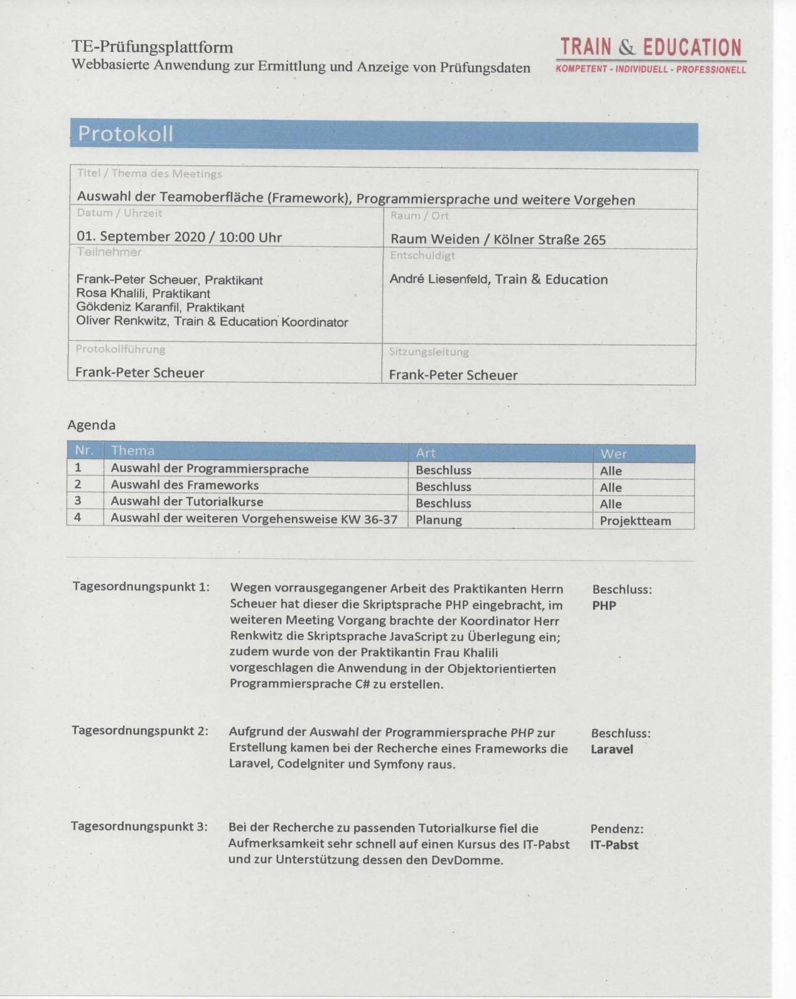 TE-Prüfungsplattform
Webbasierte Anwendung zur Ermittlung und Anzeige von Prüfungsdaten
TRAIN & EDUCATION
KOMPETENT - INDIVIDUELL - PROFESSIONELL
Protokoll
Titel / Thema des Meetings
Auswahl der Teamoberfläche (Framework), Programmiersprache und weitere Vorgehen
Datum / Uhrzeit
01. September 2020 / 10:00 Uhr
Raum / Ort
Raum Weiden / Kölner Straße 265
Teilnehmer
Frank-Peter Scheuer, Praktikant
Rosa Khalili, Praktikant
Gökdeniz Karanfil, Praktikant
Oliver Renkwitz, Train & Education Koordinator
Entschuldigt
André Liesenfeld, Train & Education
Protokollführung
Frank-Peter Scheuer
Sitzungsleitung
Frank-Peter Scheuer
Agenda
Nr. Thema Art Wer
1 Auswahl der Programmiersprache Beschluss Alle
2 Auswahl des Frameworks Beschluss Alle
3 Auswahl der Tutorialkurse Beschluss Alle
4 Auswahl der weiteren Vorgehensweise KW 36-37 Planung Projektteam
Tagesordnungspunkt 1: Wegen vorrausgegangener Arbeit des Praktikanten Herrn Beschluss:
Scheuer hat dieser die Skriptsprache PHP eingebracht, im PHP
weiteren Meeting Vorgang brachte der Koordinator Herr
Renkwitz die Skriptsprache JavaScript zu Überlegung ein;
zudem wurde von der Praktikantin Frau Khalili
vorgeschlagen die Anwendung in der Objektorientierten
Programmiersprache C# zu erstellen.
Tagesordnungspunkt 2: Aufgrund der Auswahl der Programmiersprache PHP zur Beschluss:
Erstellung kamen bei der Recherche eines Frameworks die Laravel
Laravel, CodeIgniter und Symfony raus.
Tagesordnungspunkt 3: Bei der Recherche zu passenden Tutorialkurse fiel die Pendenz:
Aufmerksamkeit sehr schnell auf einen Kursus des IT-Pabst IT-Pabst
und zur Unterstützung dessen den DevDomme.